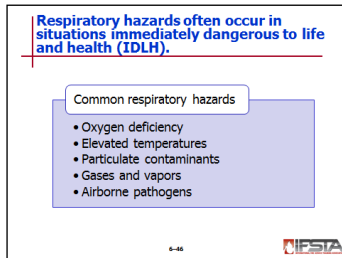 Respiratory hazards often occur in
situations immediately dangerous to life
and health (IDLH).
Common respiratory hazards
• Oxygen deficiency
• Elevated temperatures
• Particulate contaminants
• Gases and vapors
• Airborne pathogens
6–46
IFSTA